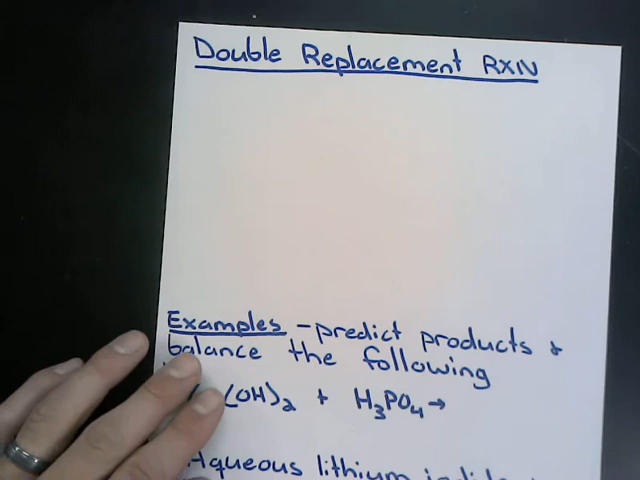 Double Replacement RXN
Examples - predict products &
balance the following
(OH)₂ + H₃PO₄ →
Aqueous lithium